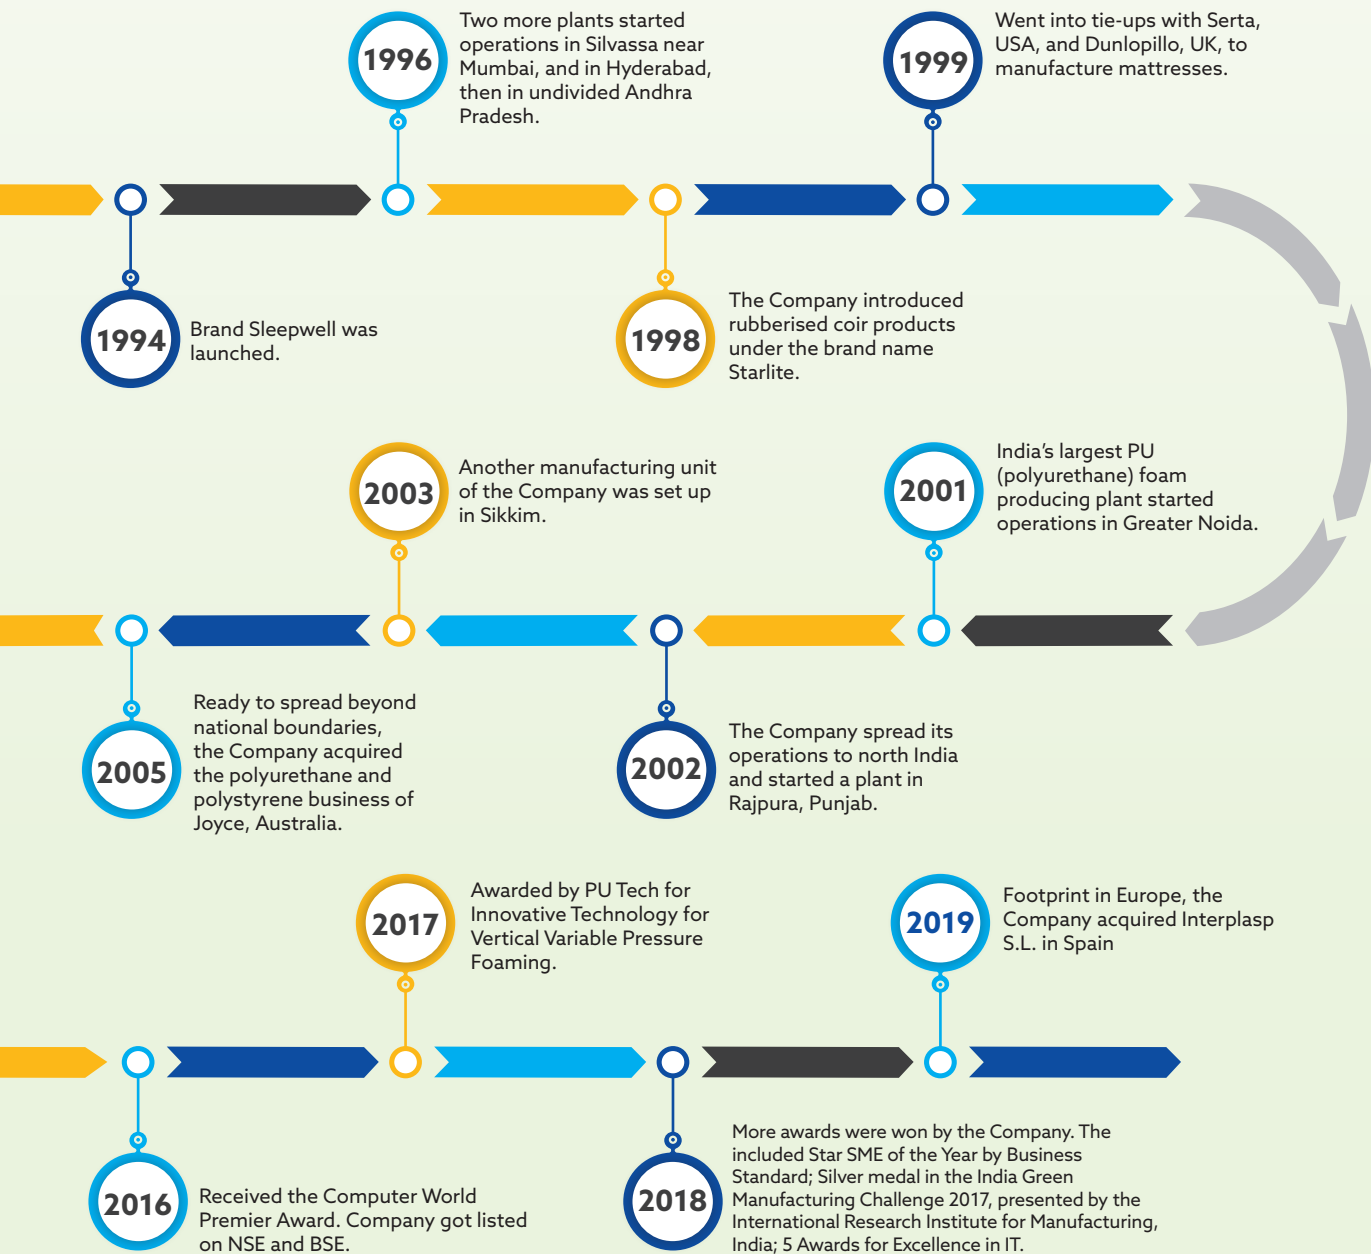 1996
Two more plants started
operations in Silvassa near
Mumbai, and in Hyderabad,
then in undivided Andhra
Pradesh.
1999
Went into tie-ups with Serta,
USA, and Dunlopillo, UK, to
manufacture mattresses.
1994
Brand Sleepwell was
launched.
1998
The Company introduced
rubberised coir products
under the brand name
Starlite.
2003
Another manufacturing unit
of the Company was set up
in Sikkim.
2001
India's largest PU
(polyurethane) foam
producing plant started
operations in Greater Noida.
2005
Ready to spread beyond
national boundaries,
the Company acquired
the polyurethane and
polystyrene business of
Joyce, Australia.
2002
The Company spread its
operations to north India
and started a plant in
Rajpura, Punjab.
2017
Awarded by PU Tech for
Innovative Technology for
Vertical Variable Pressure
Foaming.
2019
Footprint in Europe, the
Company acquired Interplasp
S.L. in Spain
2016
Received the Computer World
Premier Award. Company got listed
on NSE and BSE.
2018
More awards were won by the Company. The
included Star SME of the Year by Business
Standard; Silver medal in the India Green
Manufacturing Challenge 2017, presented by the
International Research Institute for Manufacturing,
India; 5 Awards for Excellence in IT.